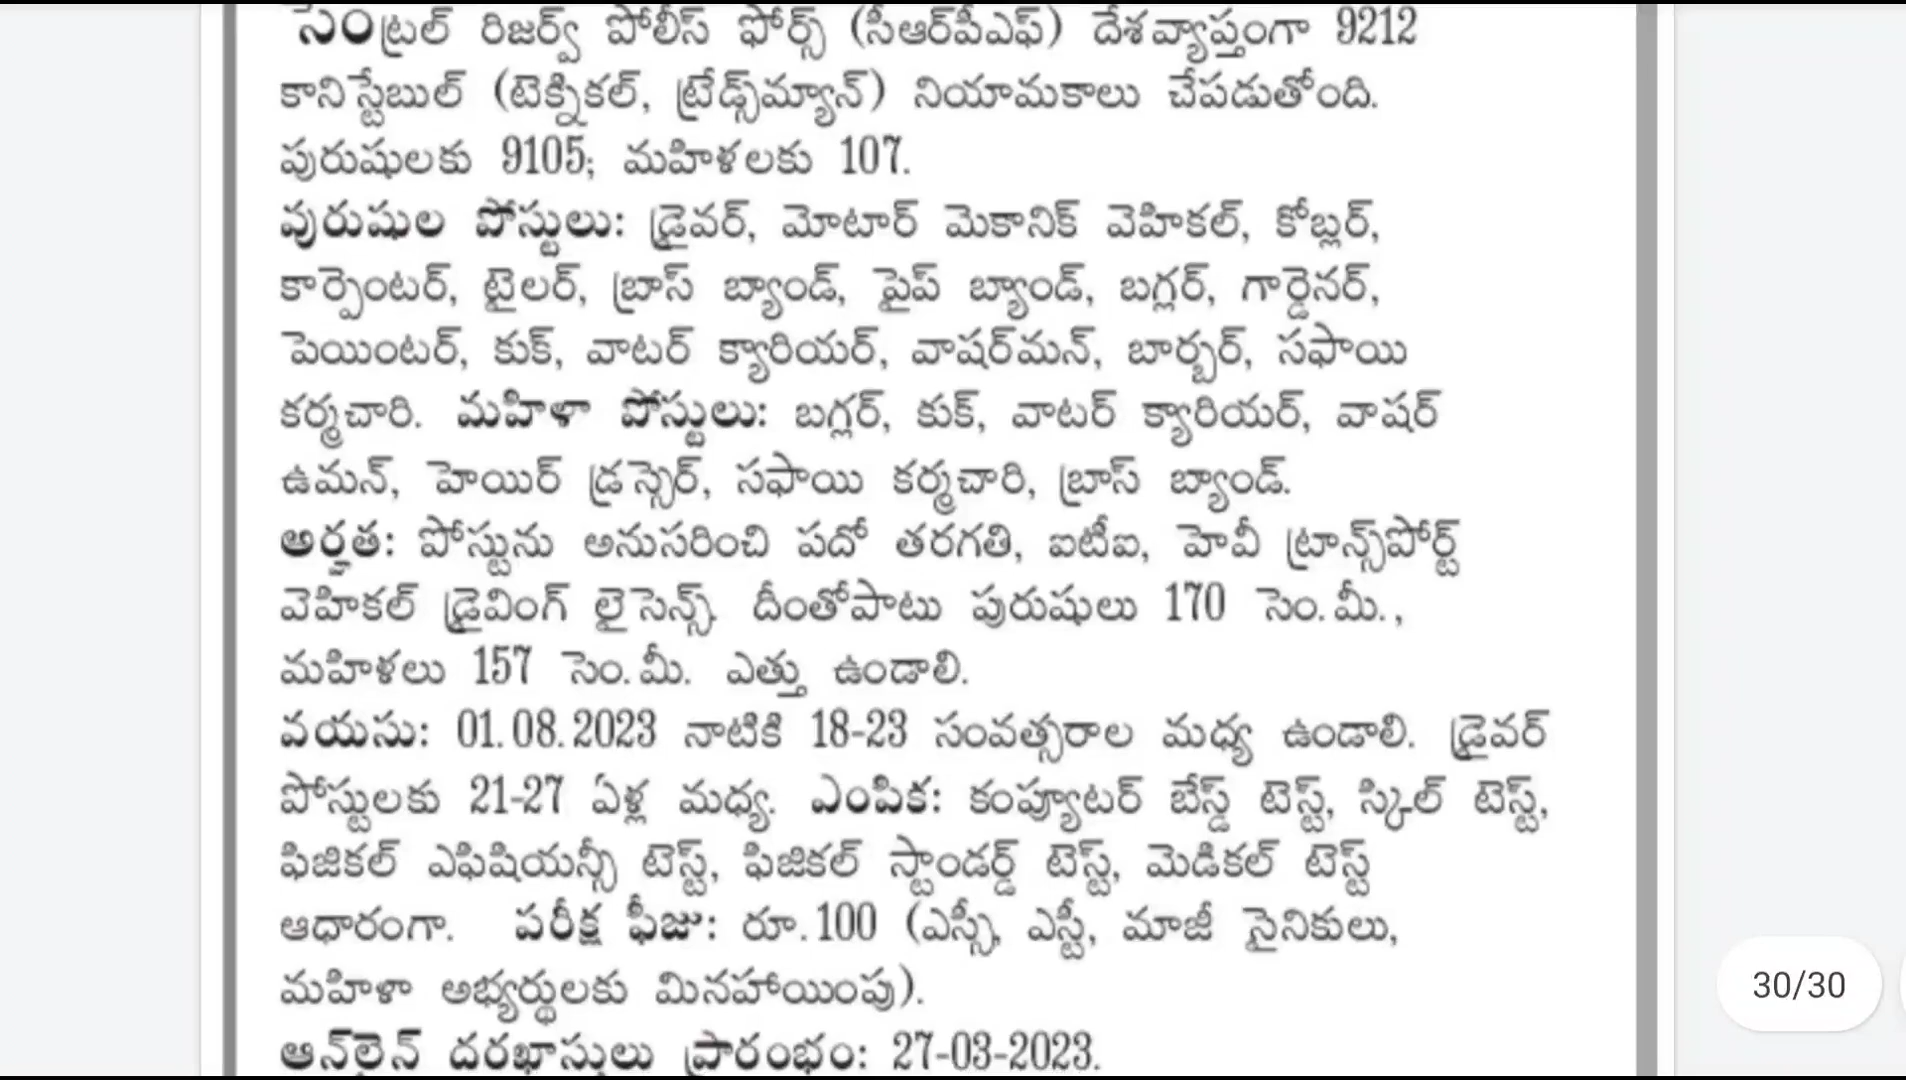 సెంట్రల్ రిజర్వ్ పోలీస్ ఫోర్స్ (సీఆర్‌పీఎఫ్) దేశవ్యాప్తంగా 9212
కానిస్టేబుల్ (టెక్నికల్, ట్రేడ్స్‌మ్యాన్) నియామకాలు చేపడుతోంది.
పురుషులకు 9105; మహిళలకు 107.
పురుషుల పోస్టులు: డ్రైవర్, మోటార్ మెకానిక్ వెహికల్, కోబ్లర్,
కార్పెంటర్, టైలర్, బ్రాస్ బ్యాండ్, పైప్ బ్యాండ్, బగ్లర్, గార్డెనర్,
పెయింటర్, కుక్, వాటర్ క్యారియర్, వాషర్‌మన్, బార్బర్, సఫాయి
కర్మచారి. మహిళా పోస్టులు: బగ్లర్, కుక్, వాటర్ క్యారియర్, వాషర్
ఉమన్, హెయిర్ డ్రస్సెర్, సఫాయి కర్మచారి, బ్రాస్ బ్యాండ్.
అర్హత: పోస్టును అనుసరించి పదో తరగతి, ఐటీఐ, హెవీ ట్రాన్స్‌పోర్ట్
వెహికల్ డ్రైవింగ్ లైసెన్స్. దీంతోపాటు పురుషులు 170 సెం.మీ.,
మహిళలు 157 సెం.మీ. ఎత్తు ఉండాలి.
వయసు: 01.08.2023 నాటికి 18-23 సంవత్సరాల మధ్య ఉండాలి. డ్రైవర్
పోస్టులకు 21-27 ఏళ్ల మధ్య. ఎంపిక: కంప్యూటర్ బేస్డ్ టెస్ట్, స్కిల్ టెస్ట్,
ఫిజికల్ ఎఫిషియన్సీ టెస్ట్, ఫిజికల్ స్టాండర్డ్ టెస్ట్, మెడికల్ టెస్ట్
ఆధారంగా. పరీక్ష ఫీజు: రూ.100 (ఎస్సీ, ఎస్టీ, మాజీ సైనికులు,
మహిళా అభ్యర్థులకు మినహాయింపు).
ఆన్‌లైన్ దరఖాస్తులు ప్రారంభం: 27-03-2023.
30/30